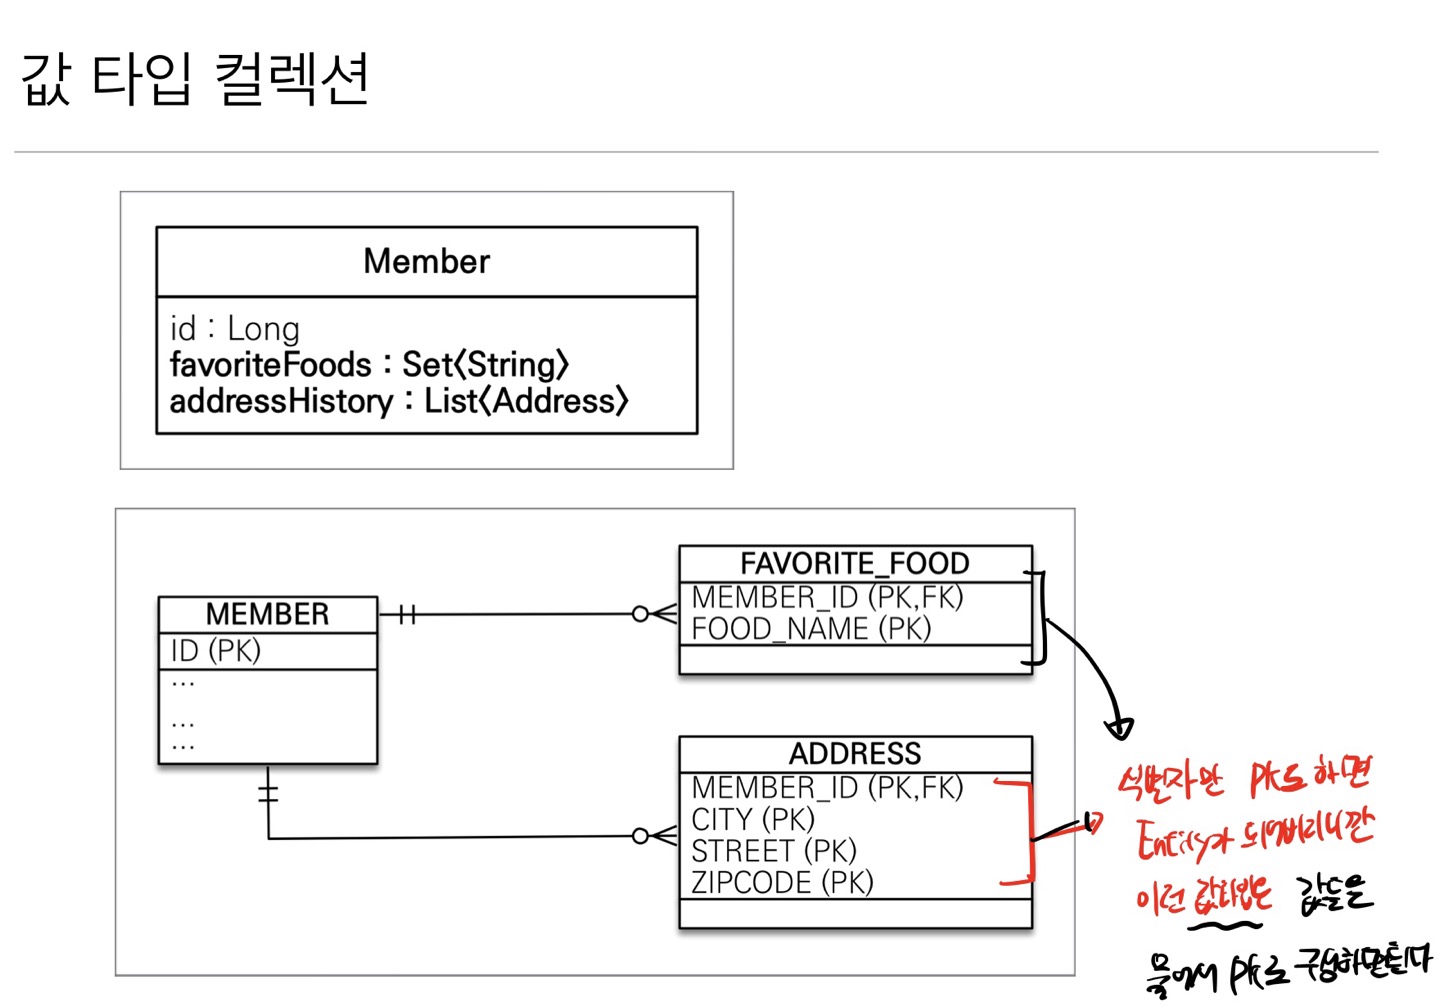 값 타입 컬렉션
Member
id : Long
favoriteFoods : Set<String>
addressHistory : List<Address>
MEMBER
ID (PK)
...
...
...
FAVORITE_FOOD
MEMBER_ID (PK,FK)
FOOD_NAME (PK)
ADDRESS
MEMBER_ID (PK,FK)
CITY (PK)
STREET (PK)
ZIPCODE (PK)
식별자만 PK로 하면
Entity가 되어버리니깐
이런 값타입은 값들을
묶어서 PK로 구성하면된다